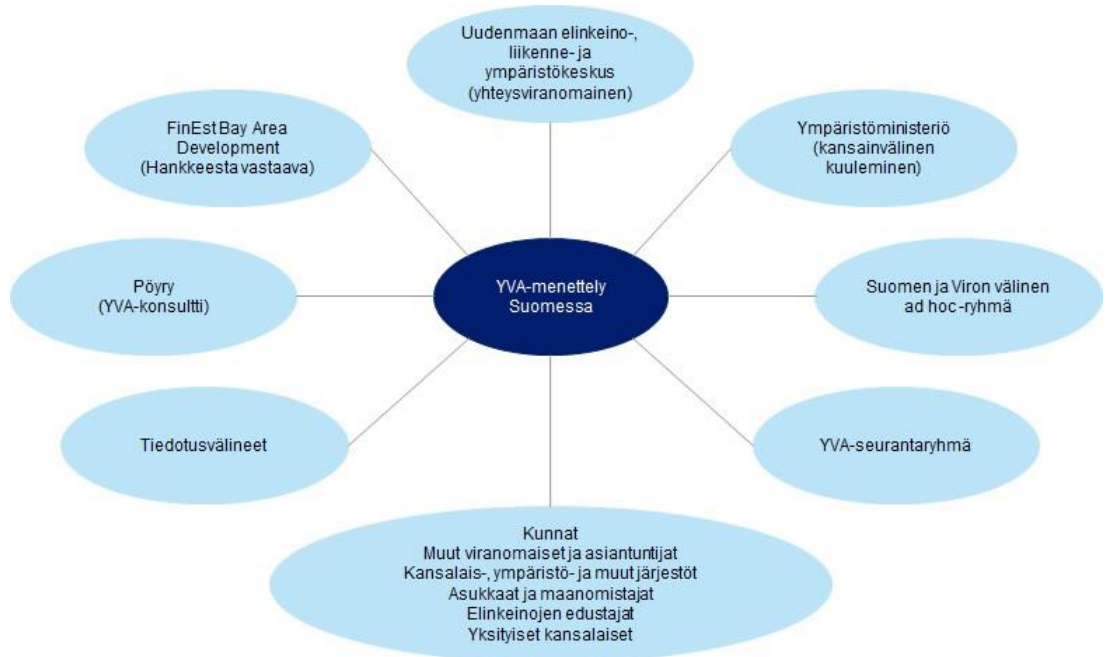 Uudenmaan elinkeino-,
liikenne- ja
ympäristökeskus
(yhteysviranomainen)
FinEst Bay Area
Development
(Hankkeesta vastaava)
Ympäristöministeriö
(kansainvälinen
kuuleminen)
Pöyry
(YVA-konsultti)
YVA-menettely
Suomessa
Suomen ja Viron välinen
ad hoc -ryhmä
Tiedotusvälineet
YVA-seurantaryhmä
Kunnat
Muut viranomaiset ja asiantuntijat
Kansalais-, ympäristö- ja muut järjestöt
Asukkaat ja maanomistajat
Elinkeinojen edustajat
Yksityiset kansalaiset